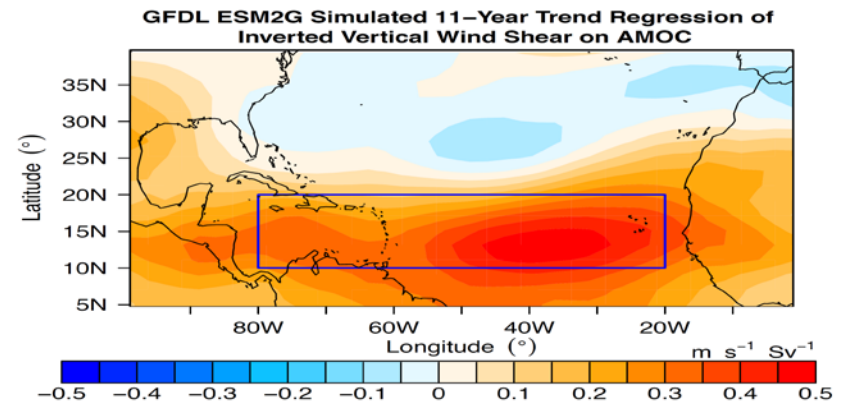 GFDL ESM2G Simulated 11−Year Trend Regression of
Inverted Vertical Wind Shear on AMOC
Latitude (°)
35N
30N
25N
20N
15N
10N
5N
80W 60W 40W 20W
Longitude (°)
m s⁻¹ Sv⁻¹
−0.5 −0.4 −0.3 −0.2 −0.1 0 0.1 0.2 0.3 0.4 0.5